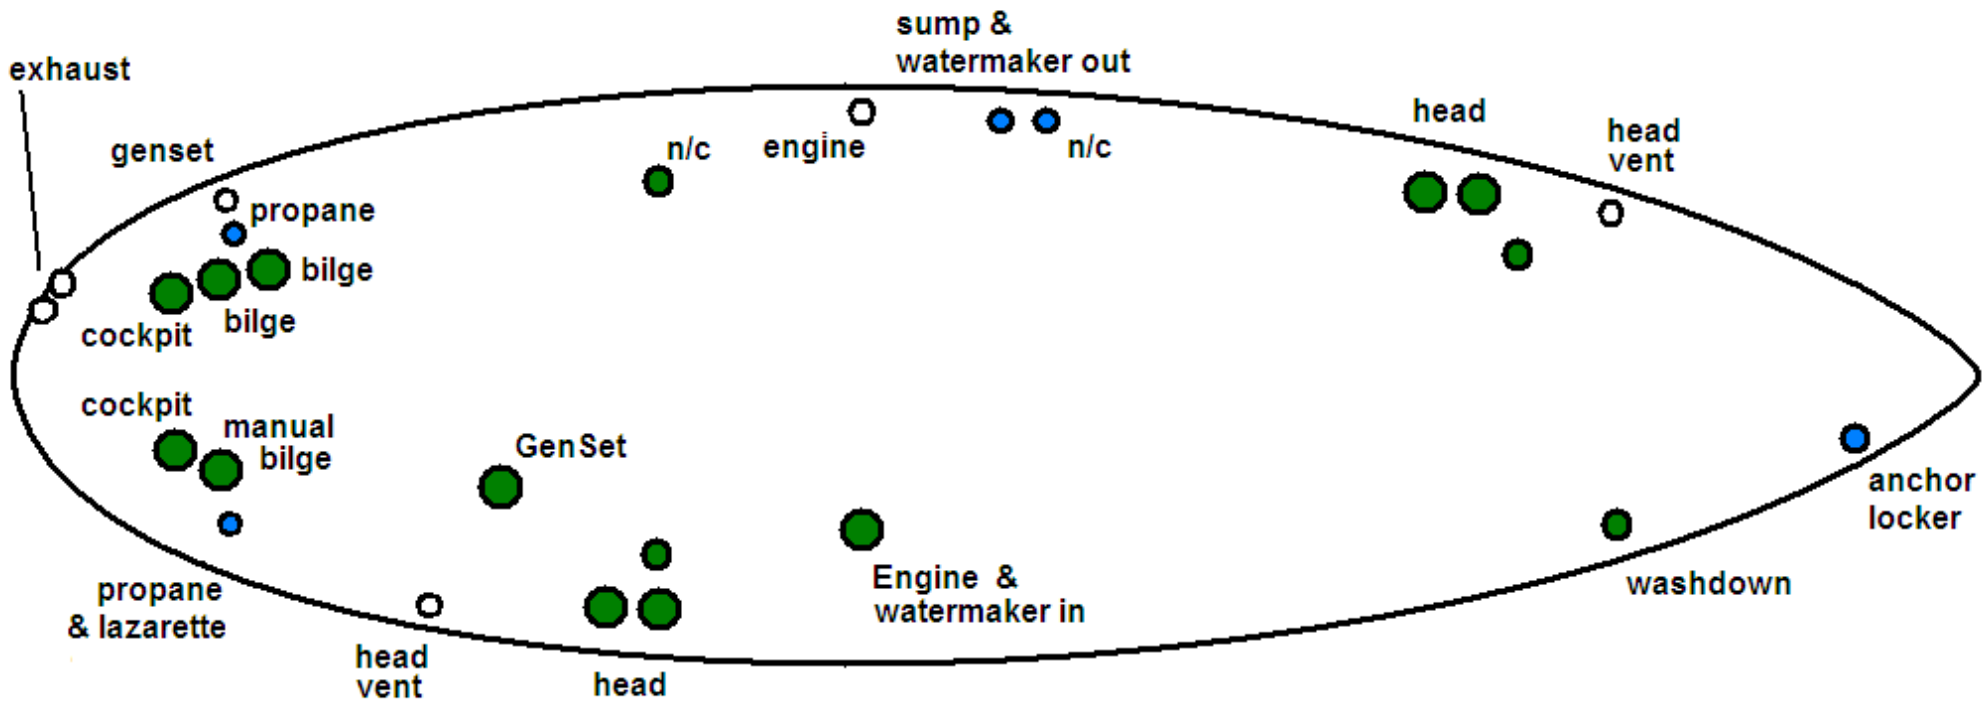 sump &
watermaker out
exhaust
head
head
vent
genset
n/c
engine
n/c
propane
bilge
bilge
cockpit
cockpit
manual
bilge
GenSet
anchor
locker
Engine &
watermaker in
washdown
propane
& lazarette
head
vent
head